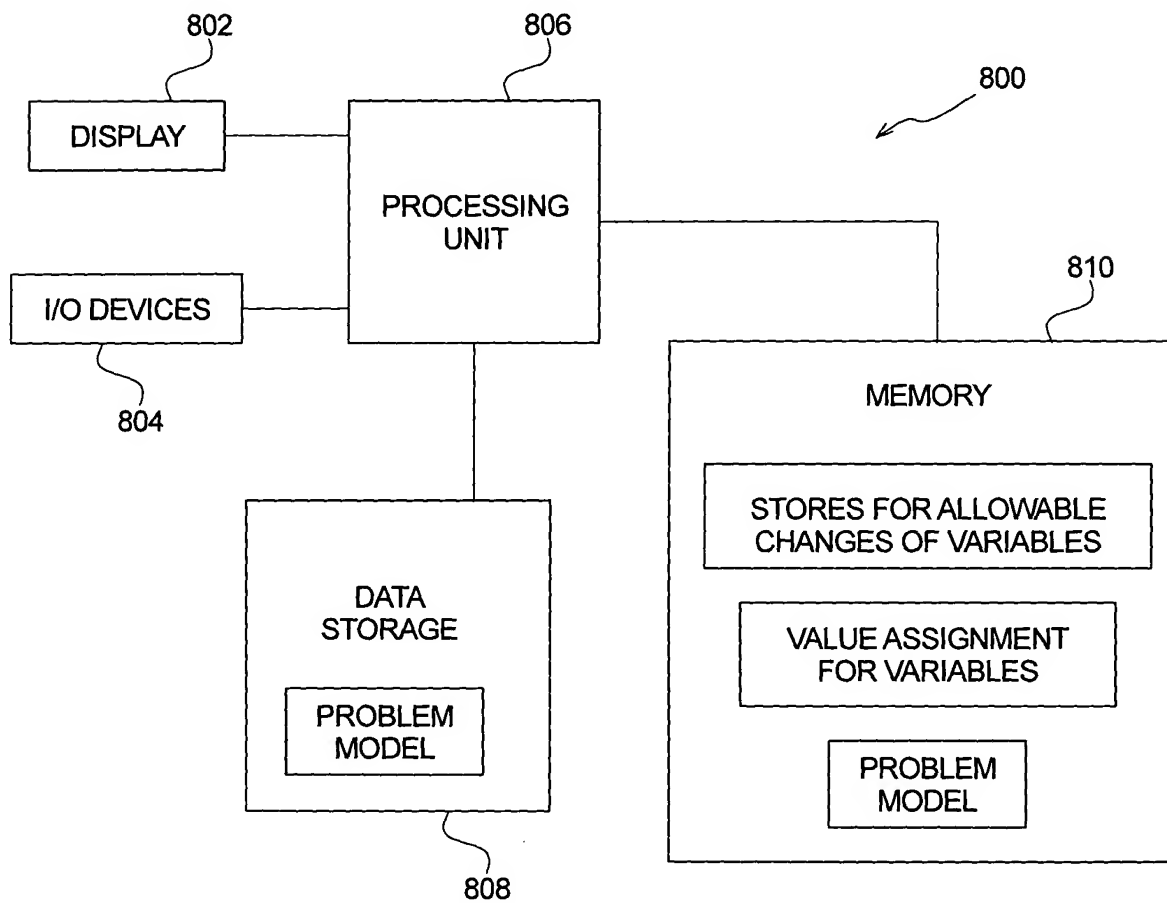 802
806
800
DISPLAY
PROCESSING
UNIT
I/O DEVICES
804
810
MEMORY
STORES FOR ALLOWABLE
CHANGES OF VARIABLES
VALUE ASSIGNMENT
FOR VARIABLES
PROBLEM
MODEL
DATA
STORAGE
PROBLEM
MODEL
808